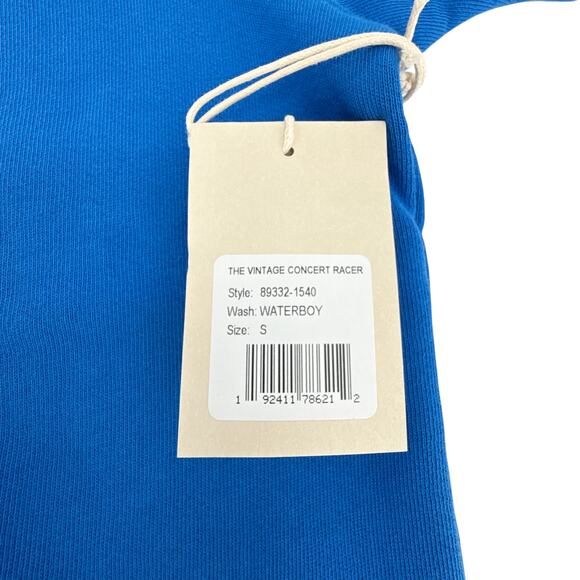 THE VINTAGE CONCERT RACER
Style: 89332-1540
Wash: WATERBOY
Size: S
1 92411 78621 2